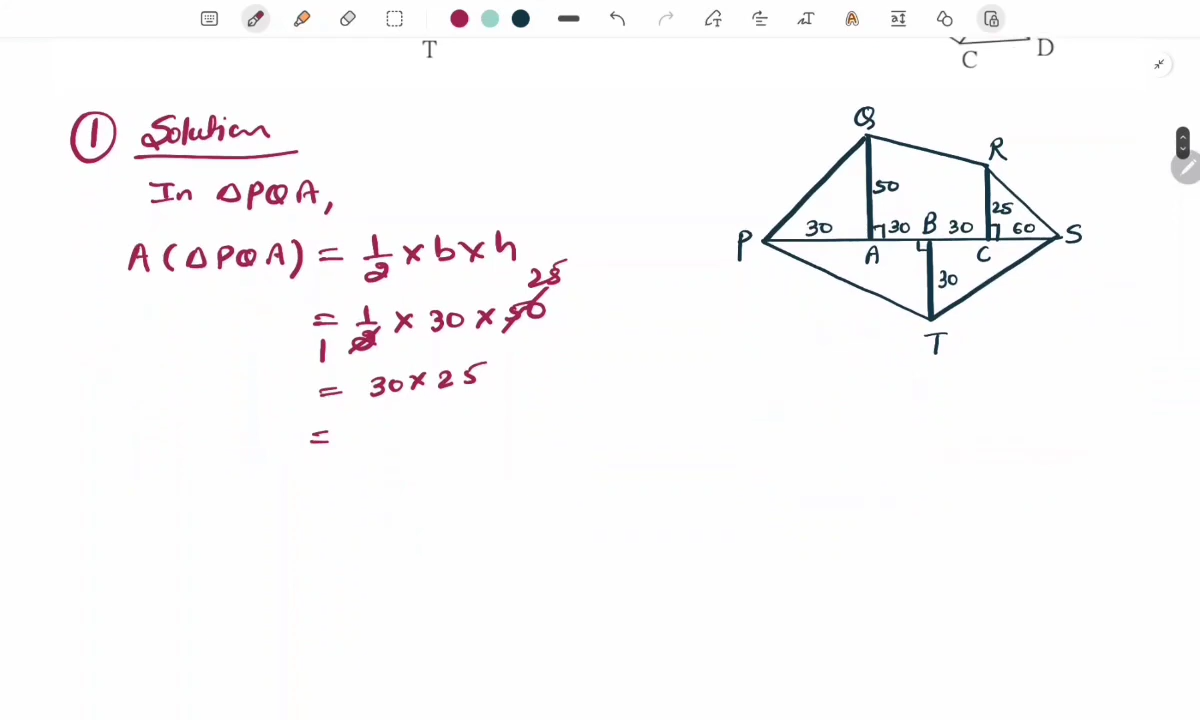 T
C
D
① Solution
In △PQA,
A(△PQA) = 1/2 × b × h
= 1/2 × 30 × 50
1
25
= 30 × 25
=
Q
R
50
25
P
30
A
30
B
30
C
60
S
30
T